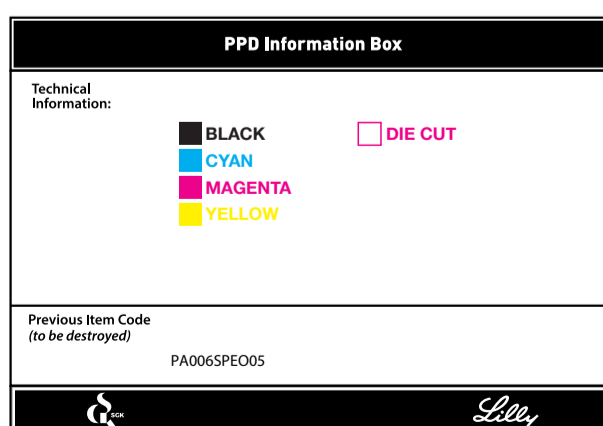 PPD Information Box
Technical
Information:
BLACK
DIE CUT
CYAN
MAGENTA
YELLOW
Previous Item Code
(to be destroyed)
PA006SPEO05
SGK
Lilly